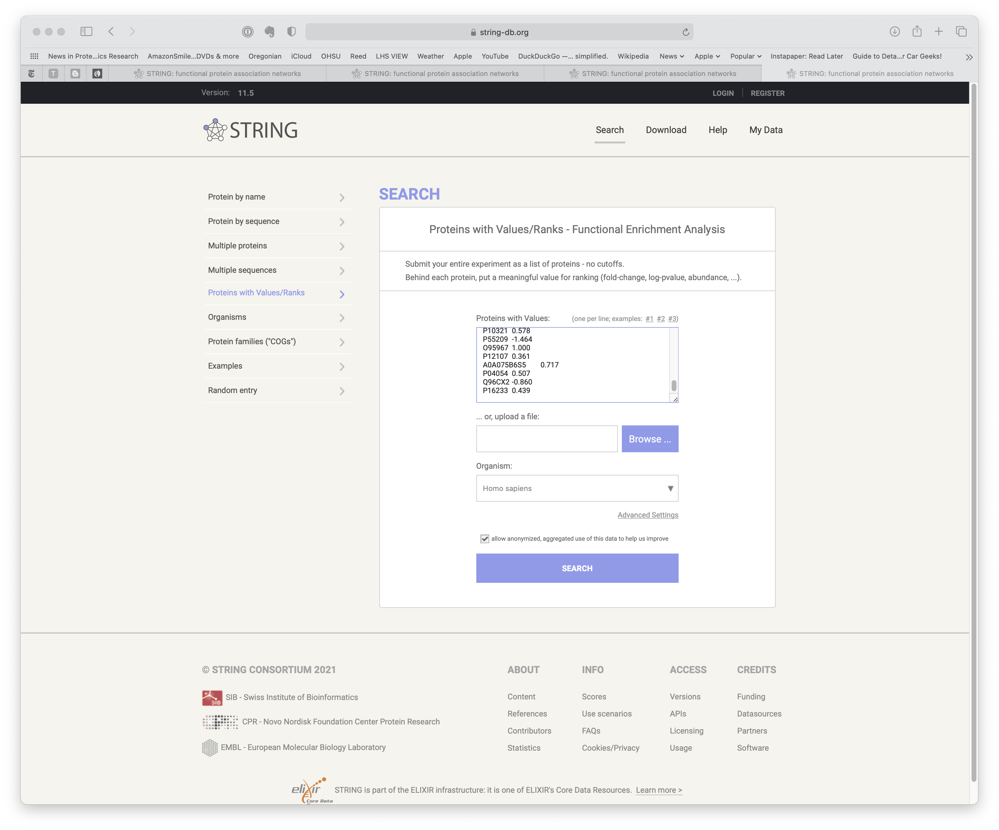 string-db.org
News in Prote...ics Research AmazonSmile...DVDs & more Oregonian iCloud OHSU Reed LHS VIEW Weather Apple YouTube DuckDuckGo —... simplified. Wikipedia News Apple Popular Instapaper: Read Later Guide to Deta...r Car Geeks!
T STRING: functional protein association networks STRING: functional protein association networks STRING: functional protein association networks STRING: functional protein association networks
Version: 11.5 LOGIN REGISTER
STRING Search Download Help My Data
Protein by name
Protein by sequence
Multiple proteins
Multiple sequences
Proteins with Values/Ranks
Organisms
Protein families ("COGs")
Examples
Random entry
SEARCH
Proteins with Values/Ranks - Functional Enrichment Analysis
Submit your entire experiment as a list of proteins - no cutoffs.
Behind each protein, put a meaningful value for ranking (fold-change, log-pvalue, abundance, ...).
Proteins with Values: (one per line; examples: #1 #2 #3)
P10321 0.578
P55209 -1.464
O95967 1.000
P12107 0.361
A0A075B6S5 0.717
P04054 0.507
Q96CX2 -0.860
P16233 0.439
... or, upload a file:
Browse ...
Organism:
Homo sapiens
Advanced Settings
allow anonymized, aggregated use of this data to help us improve
SEARCH
© STRING CONSORTIUM 2021
SIB SIB - Swiss Institute of Bioinformatics
CPR - Novo Nordisk Foundation Center Protein Research
EMBL - European Molecular Biology Laboratory
ABOUT
Content
References
Contributors
Statistics
INFO
Scores
Use scenarios
FAQs
Cookies/Privacy
ACCESS
Versions
APIs
Licensing
Usage
CREDITS
Funding
Datasources
Partners
Software
elixir
Core Data
STRING is part of the ELIXIR infrastructure: it is one of ELIXIR's Core Data Resources. Learn more >